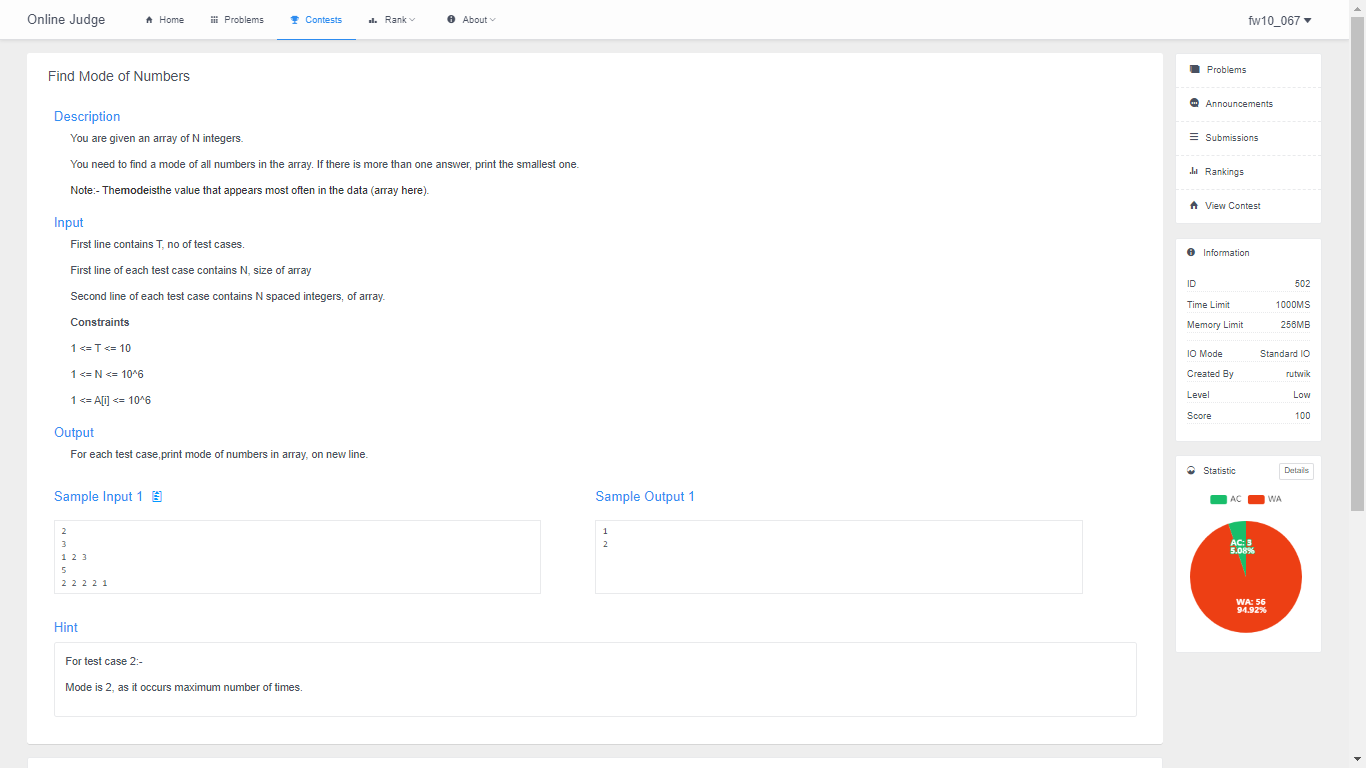 Online Judge
Home
Problems
Contests
Rank
About
fw10_067
Find Mode of Numbers
Description
You are given an array of N integers.
You need to find a mode of all numbers in the array. If there is more than one answer, print the smallest one.
Note:- Themodeisthe value that appears most often in the data (array here).
Input
First line contains T, no of test cases.
First line of each test case contains N, size of array
Second line of each test case contains N spaced integers, of array.
Constraints
1 <= T <= 10
1 <= N <= 10^6
1 <= A[i] <= 10^6
Output
For each test case,print mode of numbers in array, on new line.
Sample Input 1
2
3
1 2 3
5
2 2 2 2 1
Sample Output 1
1
2
Hint
For test case 2:-
Mode is 2, as it occurs maximum number of times.
Problems
Announcements
Submissions
Rankings
View Contest
Information
ID 502
Time Limit 1000MS
Memory Limit 256MB
IO Mode Standard IO
Created By rutwik
Level Low
Score 100
Statistic Details
AC WA
AC: 3
5.08%
WA: 56
94.92%